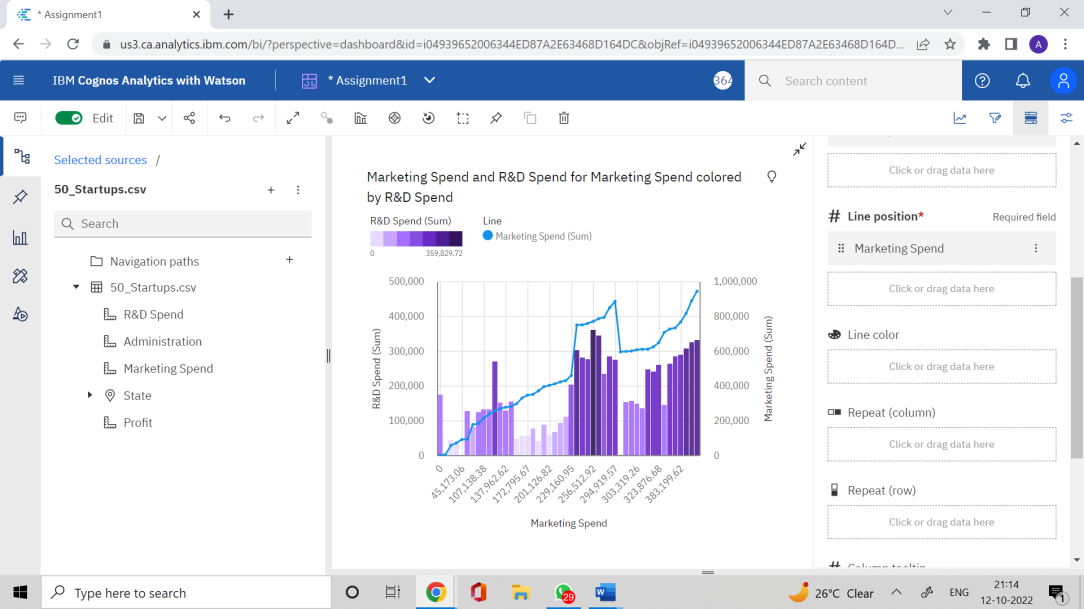 * Assignment1
us3.ca.analytics.ibm.com/bi/?perspective=dashboard&id=i04939652006344ED87A2E63468D164DC&objRef=i04939652006344ED87A2E63468D164D...
A
IBM Cognos Analytics with Watson
* Assignment1
364
Search content
Edit
Selected sources /
50_Startups.csv
Search
Navigation paths
50_Startups.csv
R&D Spend
Administration
Marketing Spend
State
Profit
Marketing Spend and R&D Spend for Marketing Spend colored
by R&D Spend
R&D Spend (Sum)
0
359,829.72
Line
Marketing Spend (Sum)
R&D Spend (Sum)
500,000
400,000
300,000
200,000
100,000
0
1,000,000
800,000
600,000
400,000
200,000
0
Marketing Spend (Sum)
0
45,173.06
107,138.38
137,962.62
172,795.67
201,126.82
229,160.95
256,512.92
294,919.57
303,319.26
323,876.68
383,199.62
Marketing Spend
Click or drag data here
# Line position*
Required field
Marketing Spend
Click or drag data here
Line color
Click or drag data here
Repeat (column)
Click or drag data here
Repeat (row)
Click or drag data here
Type here to search
29
26°C Clear
ENG
21:14
12-10-2022
1